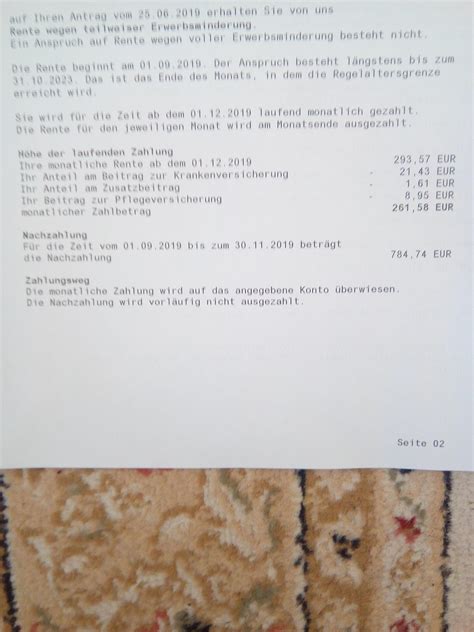 auf Ihren Antrag vom 25.06.2019 erhalten Sie von uns
Rente wegen teilweiser Erwerbsminderung.
Ein Anspruch auf Rente wegen voller Erwerbsminderung besteht nicht.
Die Rente beginnt am 01.09.2019. Der Anspruch besteht längstens bis zum
31.10.2023. Das ist das Ende des Monats, in dem die Regelaltersgrenze
erreicht wird.
Sie wird für die Zeit ab dem 01.12.2019 laufend monatlich gezahlt.
Die Rente für den jeweiligen Monat wird am Monatsende ausgezahlt.
Höhe der laufenden Zahlung
Ihre monatliche Rente ab dem 01.12.2019 293,57 EUR
Ihr Anteil am Beitrag zur Krankenversicherung - 21,43 EUR
Ihr Anteil am Zusatzbeitrag - 1,61 EUR
Ihr Beitrag zur Pflegeversicherung - 8,95 EUR
monatlicher Zahlbetrag 261,58 EUR
Nachzahlung
Für die Zeit vom 01.09.2019 bis zum 30.11.2019 beträgt
die Nachzahlung 784,74 EUR
Zahlungsweg
Die monatliche Zahlung wird auf das angegebene Konto überwiesen.
Die Nachzahlung wird vorläufig nicht ausgezahlt.
Seite 02